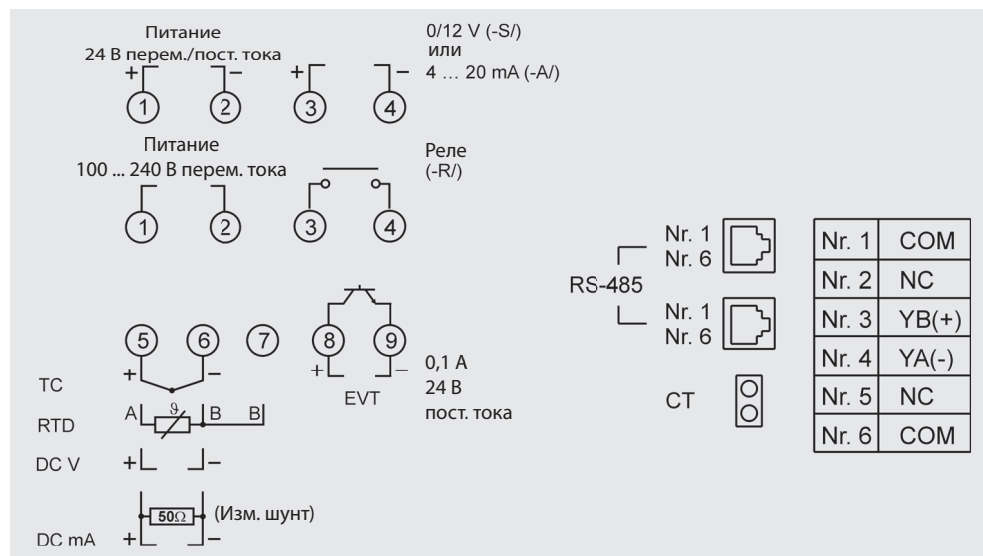 Питание
24 В перем./пост. тока
0/12 V (-S/)
или
4 … 20 mA (-A/)
+ − + −
1 2 3 4
Питание
100 ... 240 В перем. тока
Реле
(-R/)
1 2 3 4
5 6 7 8 9
+ − + −
TC
EVT
0,1 А
24 В
пост. тока
RTD
A ϑ B B
DC V
+ −
50Ω
(Изм. шунт)
DC mA
+ −
RS-485
Nr. 1
Nr. 6
Nr. 1
Nr. 6
CT
Nr. 1 COM
Nr. 2 NC
Nr. 3 YB(+)
Nr. 4 YA(-)
Nr. 5 NC
Nr. 6 COM